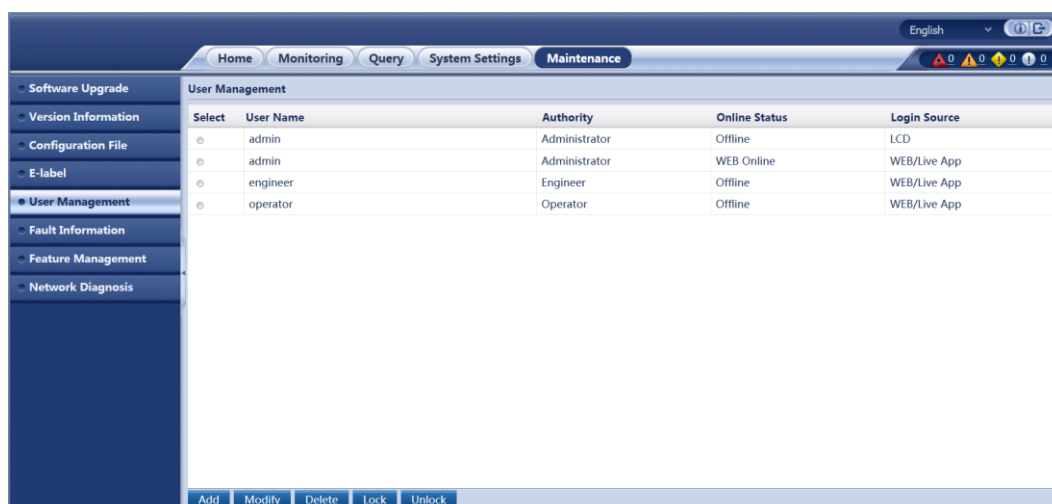 English
Home Monitoring Query System Settings Maintenance
0 0 0 0
Software Upgrade
Version Information
Configuration File
E-label
User Management
Fault Information
Feature Management
Network Diagnosis
User Management
Select User Name Authority Online Status Login Source
admin Administrator Offline LCD
admin Administrator WEB Online WEB/Live App
engineer Engineer Offline WEB/Live App
operator Operator Offline WEB/Live App
Add Modify Delete Lock Unlock